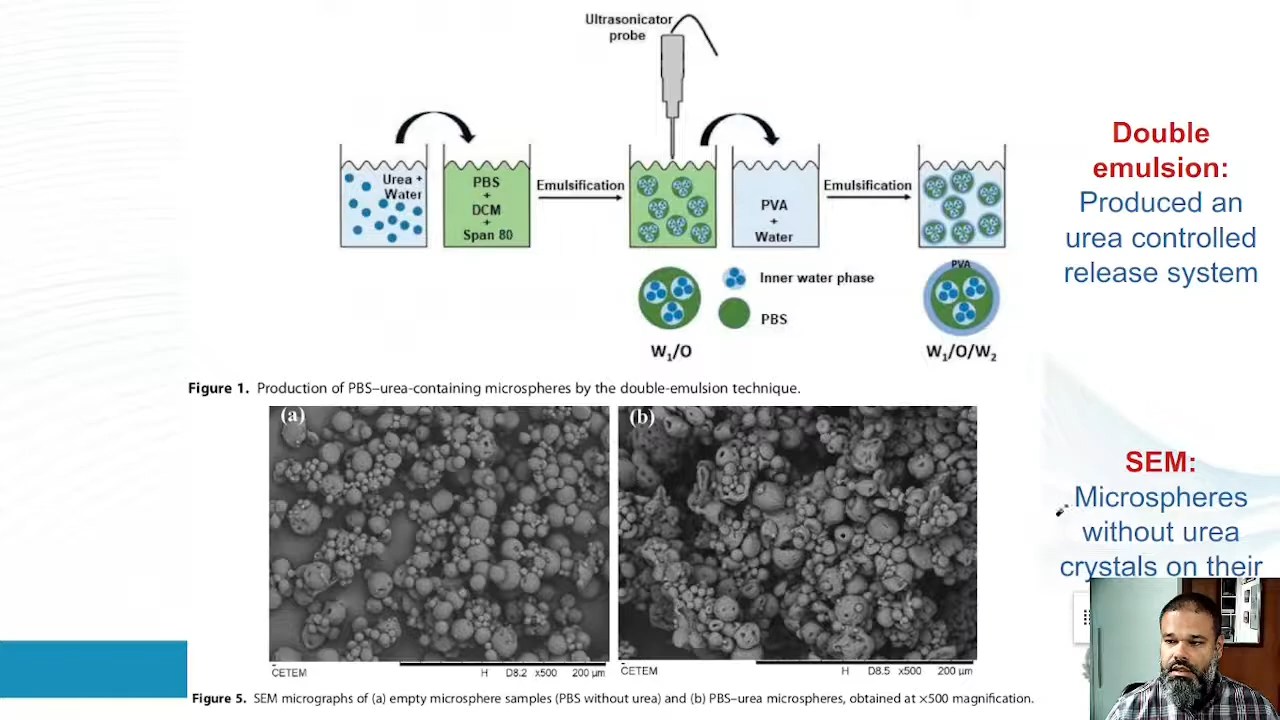 Ultrasonicator
probe
Urea +
Water
PBS
+
DCM
+
Span 80
Emulsification
PVA
+
Water
Emulsification
Inner water phase
PBS
PVA
W₁/O
W₁/O/W₂
Figure 1. Production of PBS–urea-containing microspheres by the double-emulsion technique.
(a)
(b)
CETEM
H D8.2 x500 200 µm
CETEM
H D8.5 x500 200 µm
Figure 5. SEM micrographs of (a) empty microsphere samples (PBS without urea) and (b) PBS–urea microspheres, obtained at ×500 magnification.
Double
emulsion:
Produced an
urea controlled
release system
SEM:
Microspheres
without urea
crystals on their